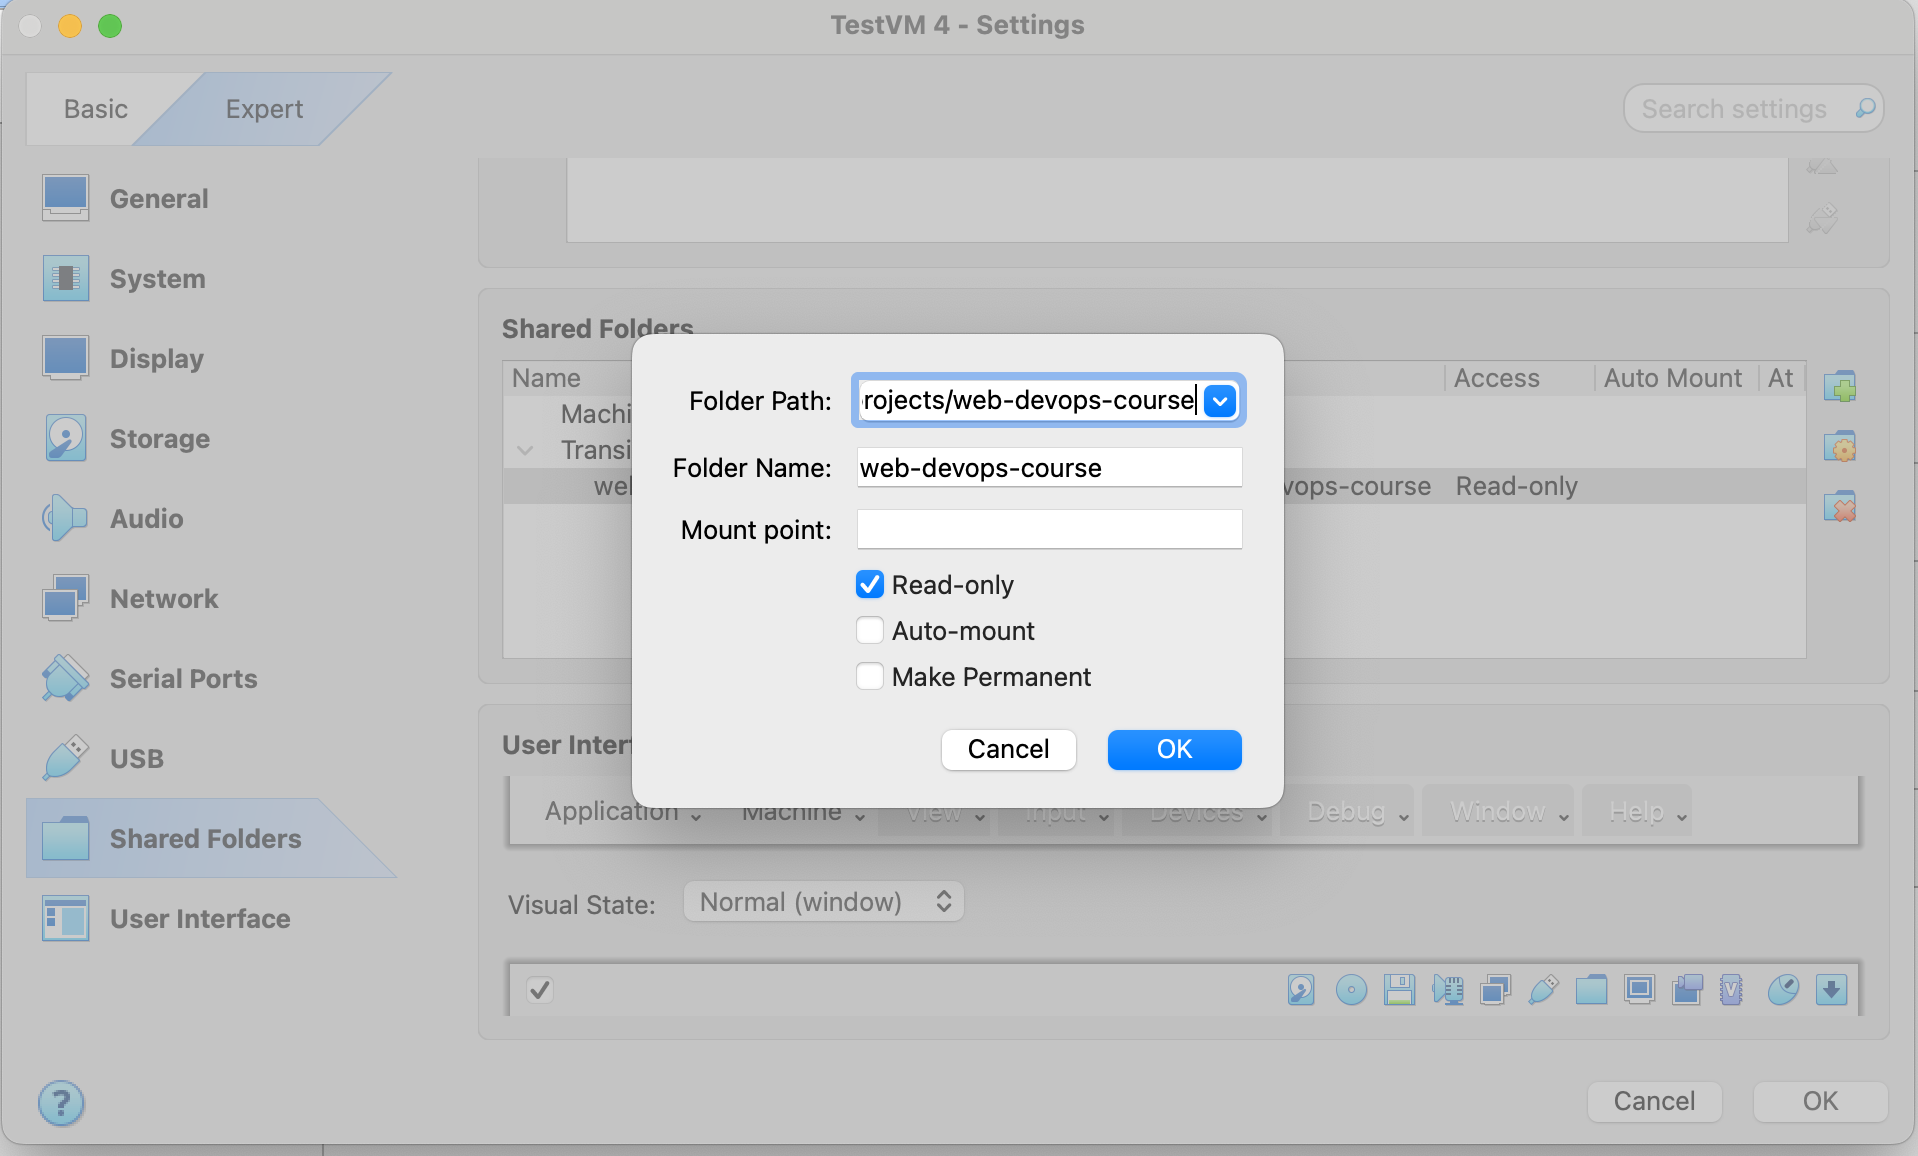 TestVM 4 - Settings
Basic
Expert
Search settings
General
System
Display
Storage
Audio
Network
Serial Ports
USB
Shared Folders
User Interface
Shared Folders
Name
Access
Auto Mount
At
Machi
Transi
wel
vops-course
Read-only
Folder Path:
rojects/web-devops-course
Folder Name:
web-devops-course
Mount point:
Read-only
Auto-mount
Make Permanent
Cancel
OK
User Interf
Application
Machine
View
Input
Devices
Debug
Window
Help
Visual State:
Normal (window)
V
?
Cancel
OK